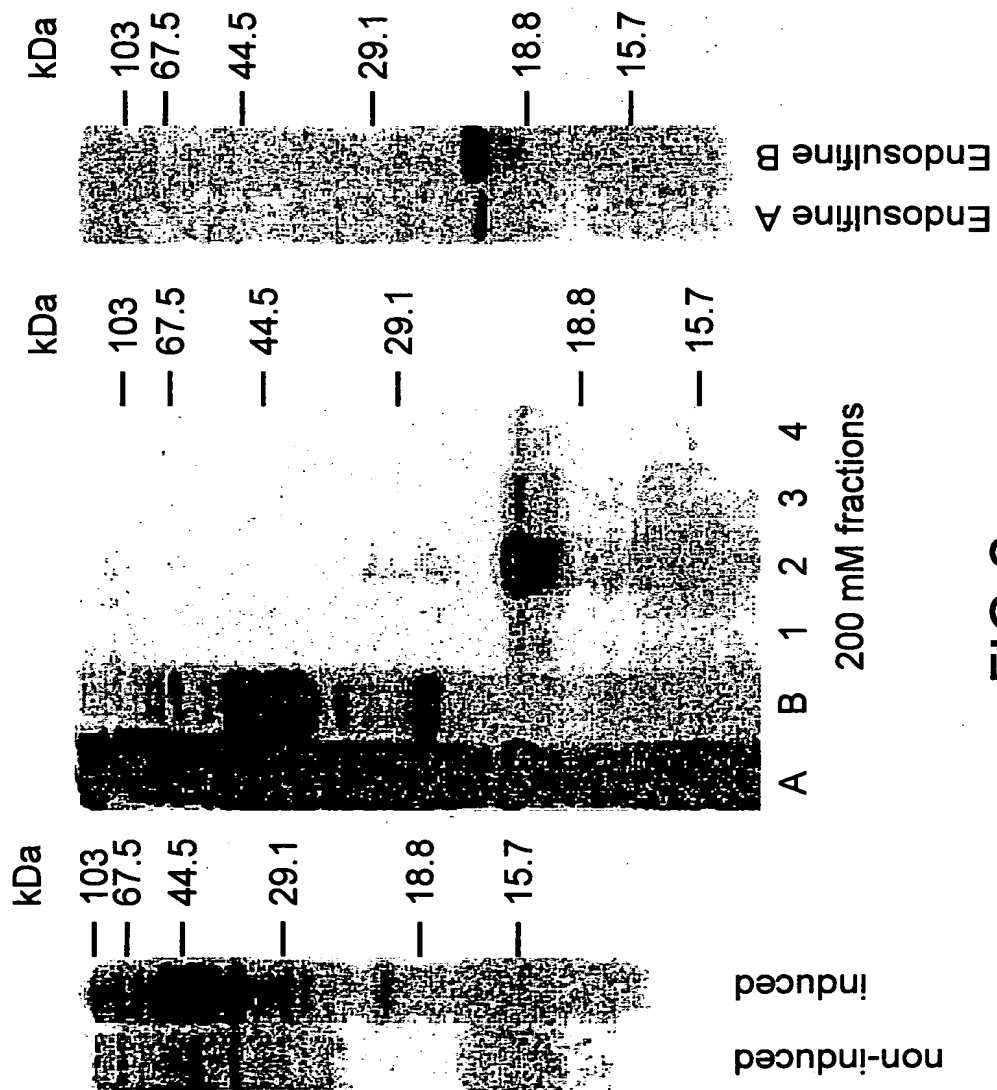 kDa
103
67.5
44.5
29.1
18.8
15.7
non-induced
induced
kDa
103
67.5
44.5
29.1
18.8
15.7
A B 1 2 3 4
200 mM fractions
kDa
103
67.5
44.5
29.1
18.8
15.7
Endosulfine A
Endosulfine B